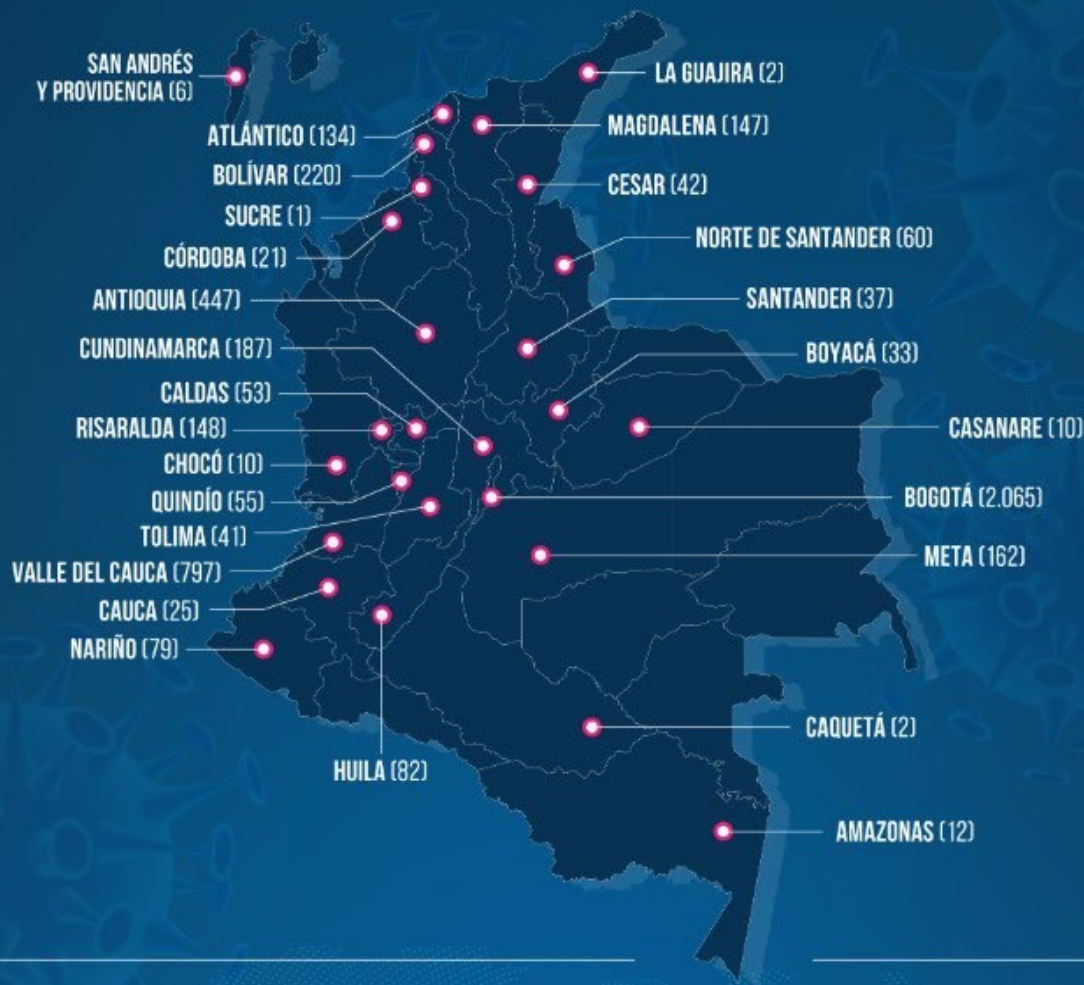 SAN ANDRÉS
Y PROVIDENCIA (6)
ATLÁNTICO (134)
BOLÍVAR (220)
SUCRE (1)
CÓRDOBA (21)
ANTIOQUIA (447)
CUNDINAMARCA (187)
CALDAS (53)
RISARALDA (148)
CHOCÓ (10)
QUINDÍO (55)
TOLIMA (41)
VALLE DEL CAUCA (797)
CAUCA (25)
NARIÑO (79)
HUILA (82)
LA GUAJIRA (2)
MAGDALENA (147)
CESAR (42)
NORTE DE SANTANDER (60)
SANTANDER (37)
BOYACÁ (33)
CASANARE (10)
BOGOTÁ (2.065)
META (162)
CAQUETÁ (2)
AMAZONAS (12)